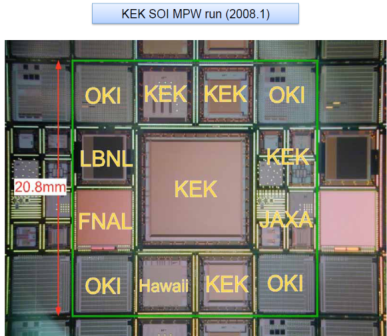 KEK SOI MPW run (2008.1)
OKI KEK KEK OKI
LBNL KEK
20.8mm KEK
FNAL JAXA
OKI Hawaii KEK OKI